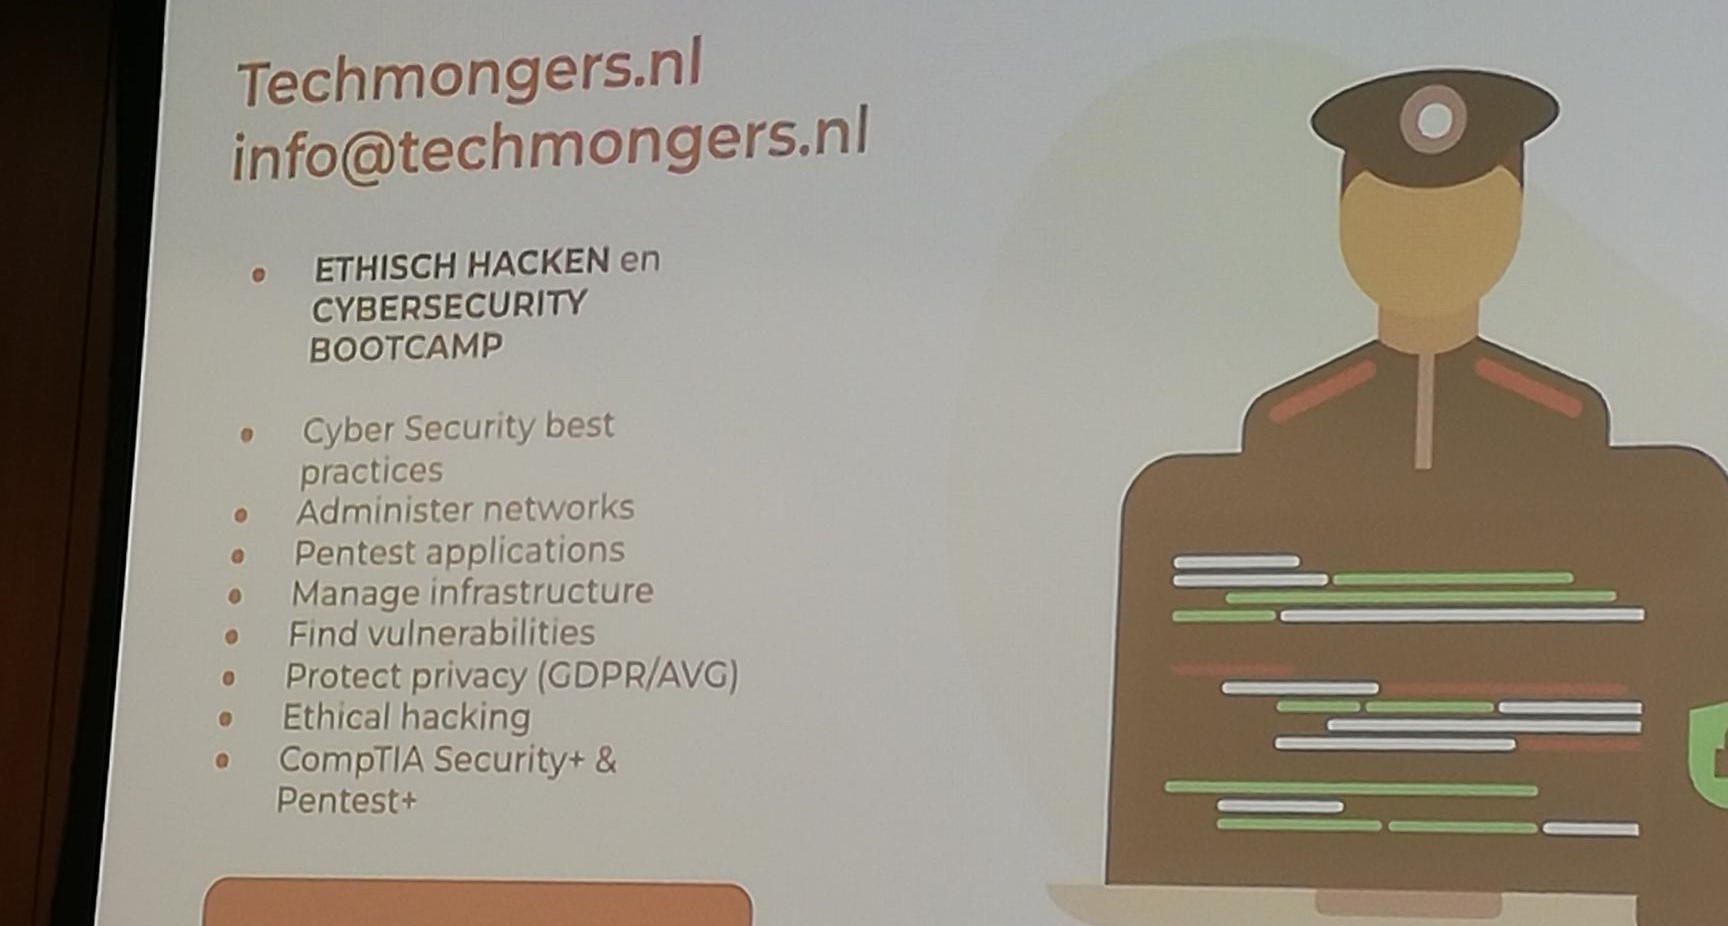 Techmongers.nl
info@techmongers.nl
ETHISCH HACKEN en
CYBERSECURITY
BOOTCAMP
Cyber Security best
practices
Administer networks
Pentest applications
Manage infrastructure
Find vulnerabilities
Protect privacy (GDPR/AVG)
Ethical hacking
CompTIA Security+ &
Pentest+